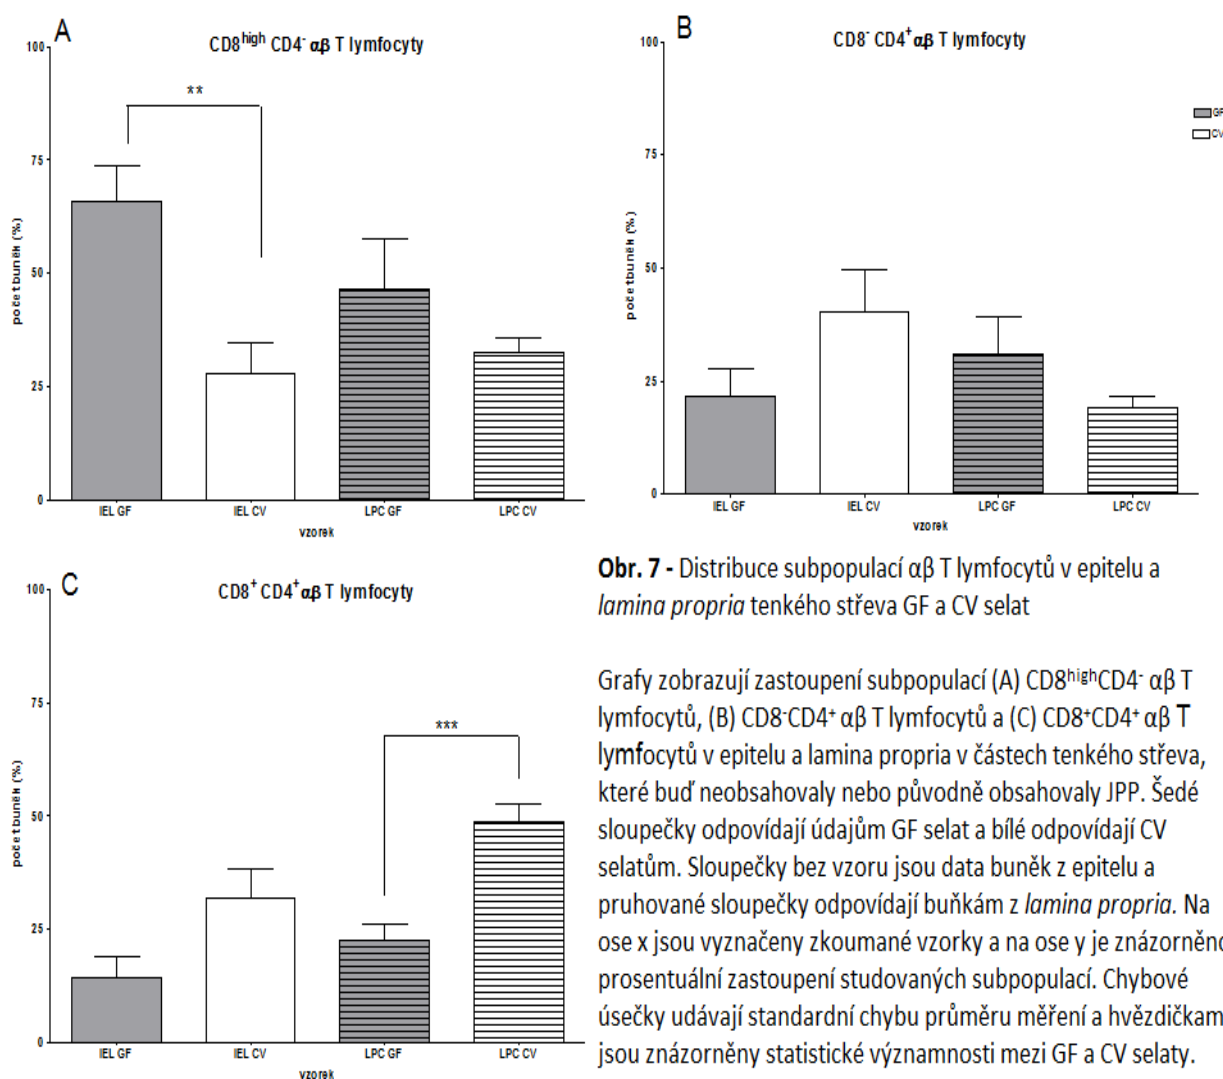 A
CD8high CD4- αβ T lymfocyty
**
100
75
50
25
0
počet buněk (%)
IEL GF
IEL CV
LPC GF
LPC CV
vzorek
B
CD8- CD4+ αβ T lymfocyty
GF
CV
100
75
50
25
0
počet buněk (%)
IEL GF
IEL CV
LPC GF
LPC CV
vzorek
C
CD8+ CD4+ αβ T lymfocyty
***
100
75
50
25
0
počet buněk (%)
IEL GF
IEL CV
LPC GF
LPC CV
vzorek
Obr. 7 - Distribuce subpopulací αβ T lymfocytů v epitelu a
lamina propria tenkého střeva GF a CV selat
Grafy zobrazují zastoupení subpopulací (A) CD8highCD4- αβ T
lymfocytů, (B) CD8-CD4+ αβ T lymfocytů a (C) CD8+CD4+ αβ T
lymfocytů v epitelu a lamina propria v částech tenkého střeva,
které buď neobsahovaly nebo původně obsahovaly JPP. Šedé
sloupečky odpovídají údajům GF selat a bílé odpovídají CV
selatům. Sloupečky bez vzoru jsou data buněk z epitelu a
pruhované sloupečky odpovídají buňkám z lamina propria. Na
ose x jsou vyznačeny zkoumané vzorky a na ose y je znázorněno
prosentuální zastoupení studovaných subpopulací. Chybové
úsečky udávají standardní chybu průměru měření a hvězdičkam
jsou znázorněny statistické významnosti mezi GF a CV selaty.